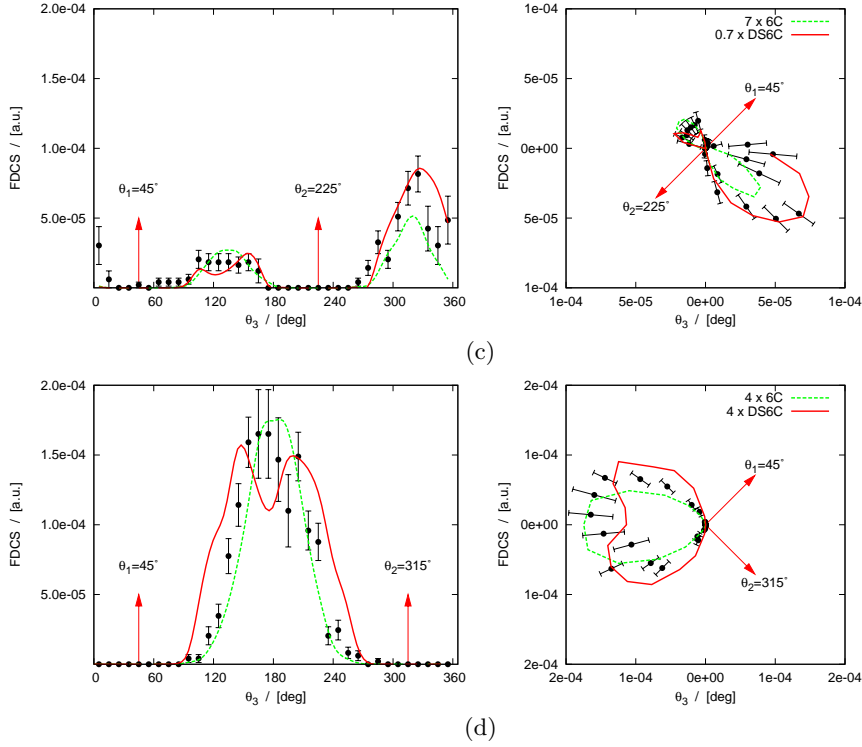 2.0e-04
1.5e-04
1.0e-04
5.0e-05
FDCS / [a.u.]
θ1=45°
θ2=225°
0 60 120 180 240 300 360
θ3 / [deg]
7 x 6C
0.7 x DS6C
1e-04
5e-05
0e+00
5e-05
1e-04
FDCS / [a.u.]
θ1=45°
θ2=225°
1e-04 5e-05 0e+00 5e-05 1e-04
θ3 / [deg]
(c)
2.0e-04
1.5e-04
1.0e-04
5.0e-05
FDCS / [a.u.]
θ1=45°
θ2=315°
0 60 120 180 240 300 360
θ3 / [deg]
4 x 6C
4 x DS6C
2e-04
1e-04
0e+00
1e-04
2e-04
FDCS / [a.u.]
θ1=45°
θ2=315°
2e-04 1e-04 0e+00 1e-04 2e-04
θ3 / [deg]
(d)